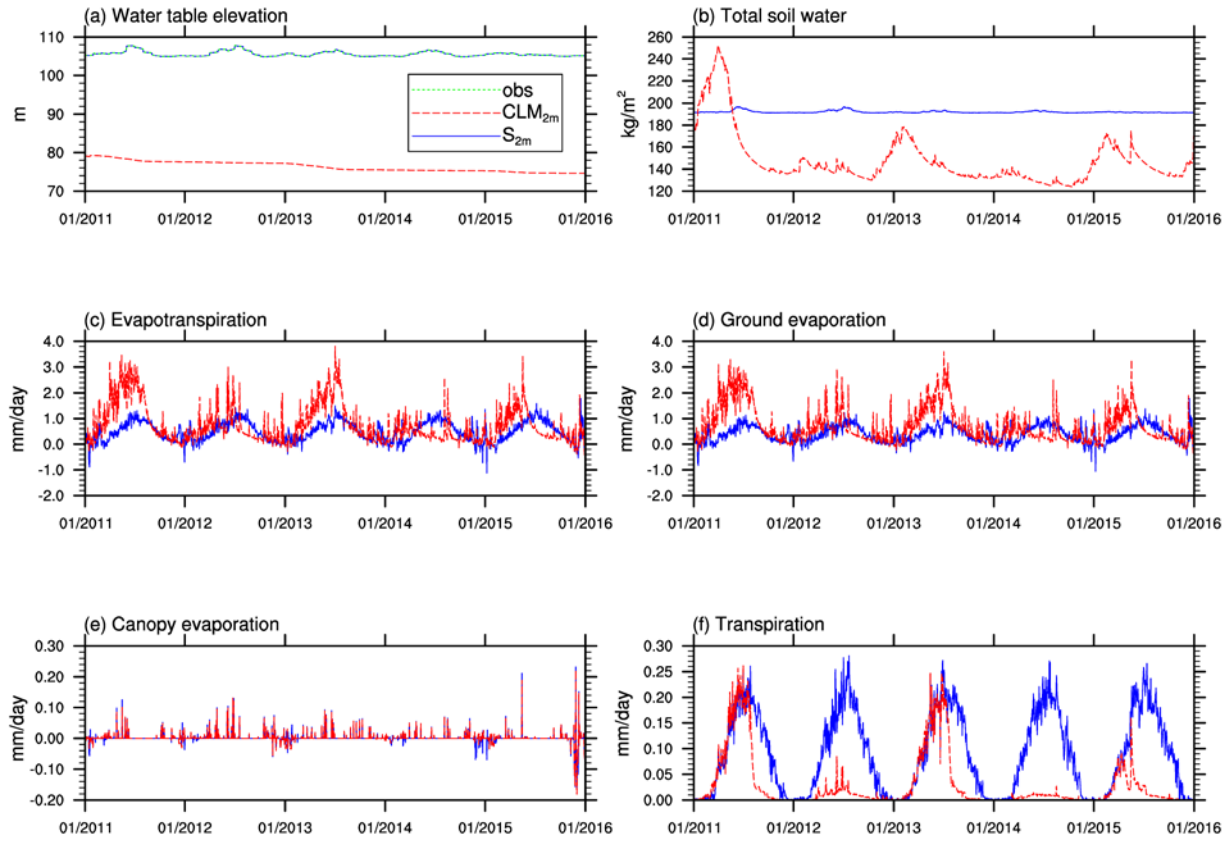 (a) Water table elevation
110
100
90
80
70
m
obs
CLM2m
S2m
01/2011 01/2012 01/2013 01/2014 01/2015 01/2016
(b) Total soil water
260
240
220
200
180
160
140
120
kg/m²
01/2011 01/2012 01/2013 01/2014 01/2015 01/2016
(c) Evapotranspiration
4.0
3.0
2.0
1.0
0.0
-1.0
-2.0
mm/day
01/2011 01/2012 01/2013 01/2014 01/2015 01/2016
(d) Ground evaporation
4.0
3.0
2.0
1.0
0.0
-1.0
-2.0
mm/day
01/2011 01/2012 01/2013 01/2014 01/2015 01/2016
(e) Canopy evaporation
0.30
0.20
0.10
0.00
-0.10
-0.20
mm/day
01/2011 01/2012 01/2013 01/2014 01/2015 01/2016
(f) Transpiration
0.30
0.25
0.20
0.15
0.10
0.05
0.00
mm/day
01/2011 01/2012 01/2013 01/2014 01/2015 01/2016